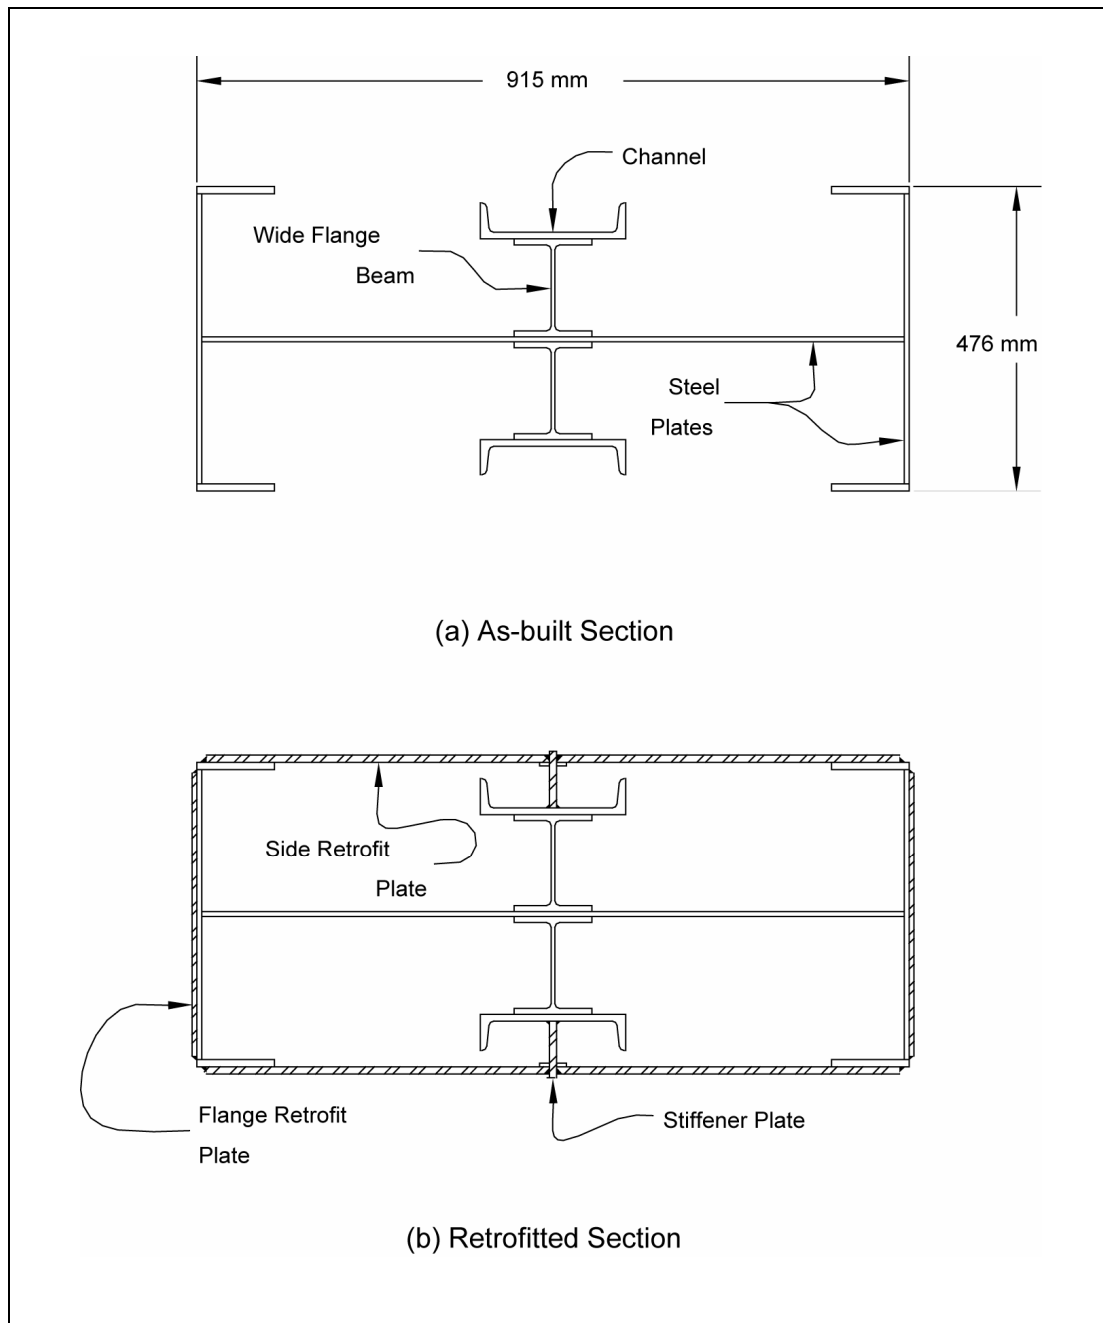 915 mm
Channel
Wide Flange
Beam
476 mm
Steel
Plates
(a) As-built Section
Side Retrofit
Plate
Flange Retrofit
Plate
Stiffener Plate
(b) Retrofitted Section